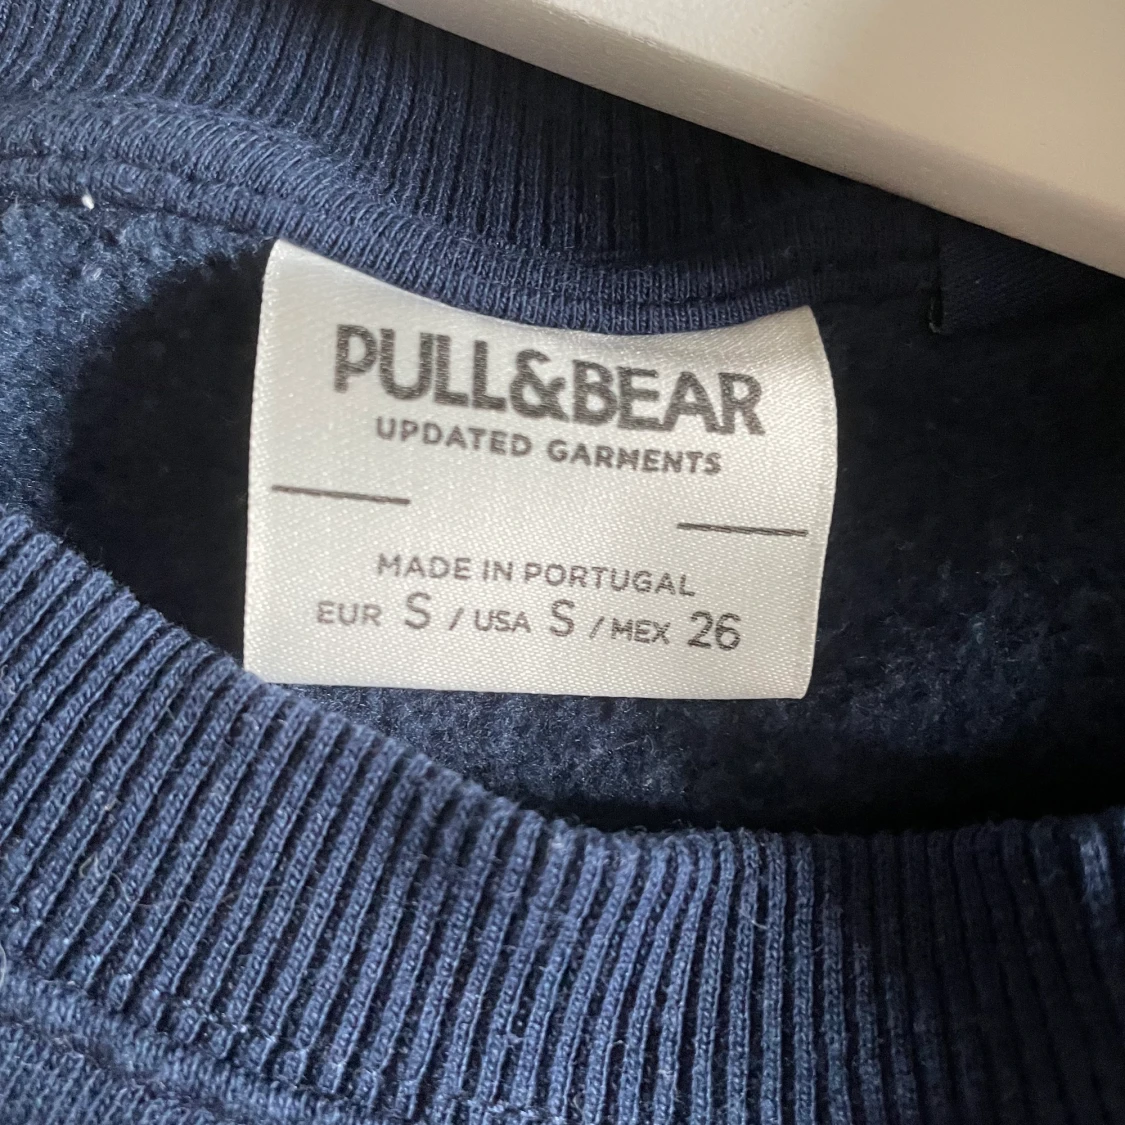 PULL&BEAR
UPDATED GARMENTS
MADE IN PORTUGAL
EUR S / USA S / MEX 26